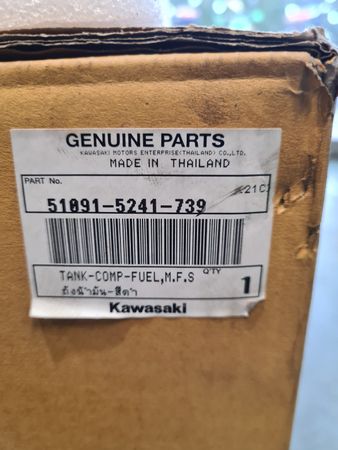 GENUINE PARTS
KAWASAKI MOTORS ENTERPRISE(THAILAND) CO.,LTD.
MADE IN THAILAND
PART No.
21C
51091-5241-739
TANK-COMP-FUEL,M.F.S
Q'TY
1
ถังน้ำมัน-สีดำ
Kawasaki